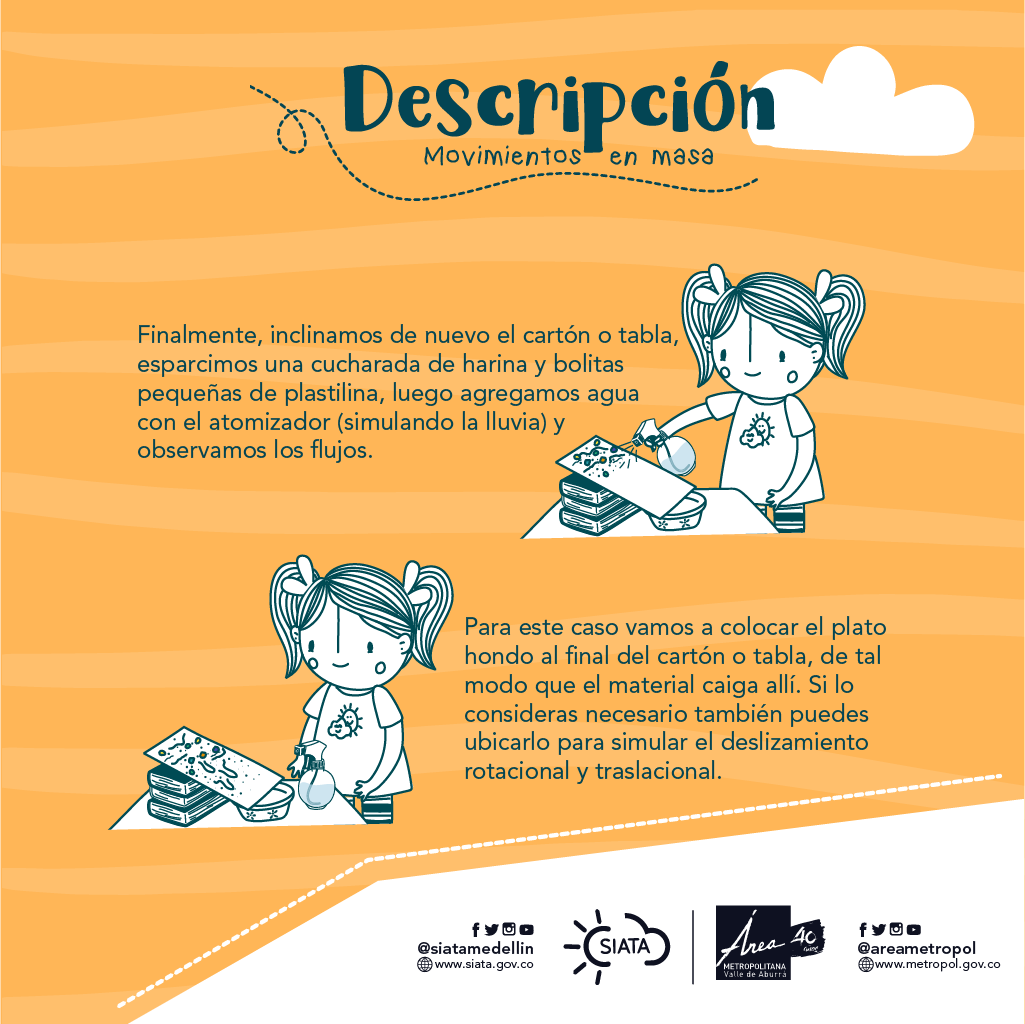 Descripción
Movimientos en masa
Finalmente, inclinamos de nuevo el cartón o tabla,
esparcimos una cucharada de harina y bolitas
pequeñas de plastilina, luego agregamos agua
con el atomizador (simulando la lluvia) y
observamos los flujos.
Para este caso vamos a colocar el plato
hondo al final del cartón o tabla, de tal
modo que el material caiga allí. Si lo
consideras necesario también puedes
ubicarlo para simular el deslizamiento
rotacional y traslacional.
@siatamedellin
www.siata.gov.co
SIATA
Área 40
METROPOLITANA
Valle de Aburrá
@areametropol
www.metropol.gov.co